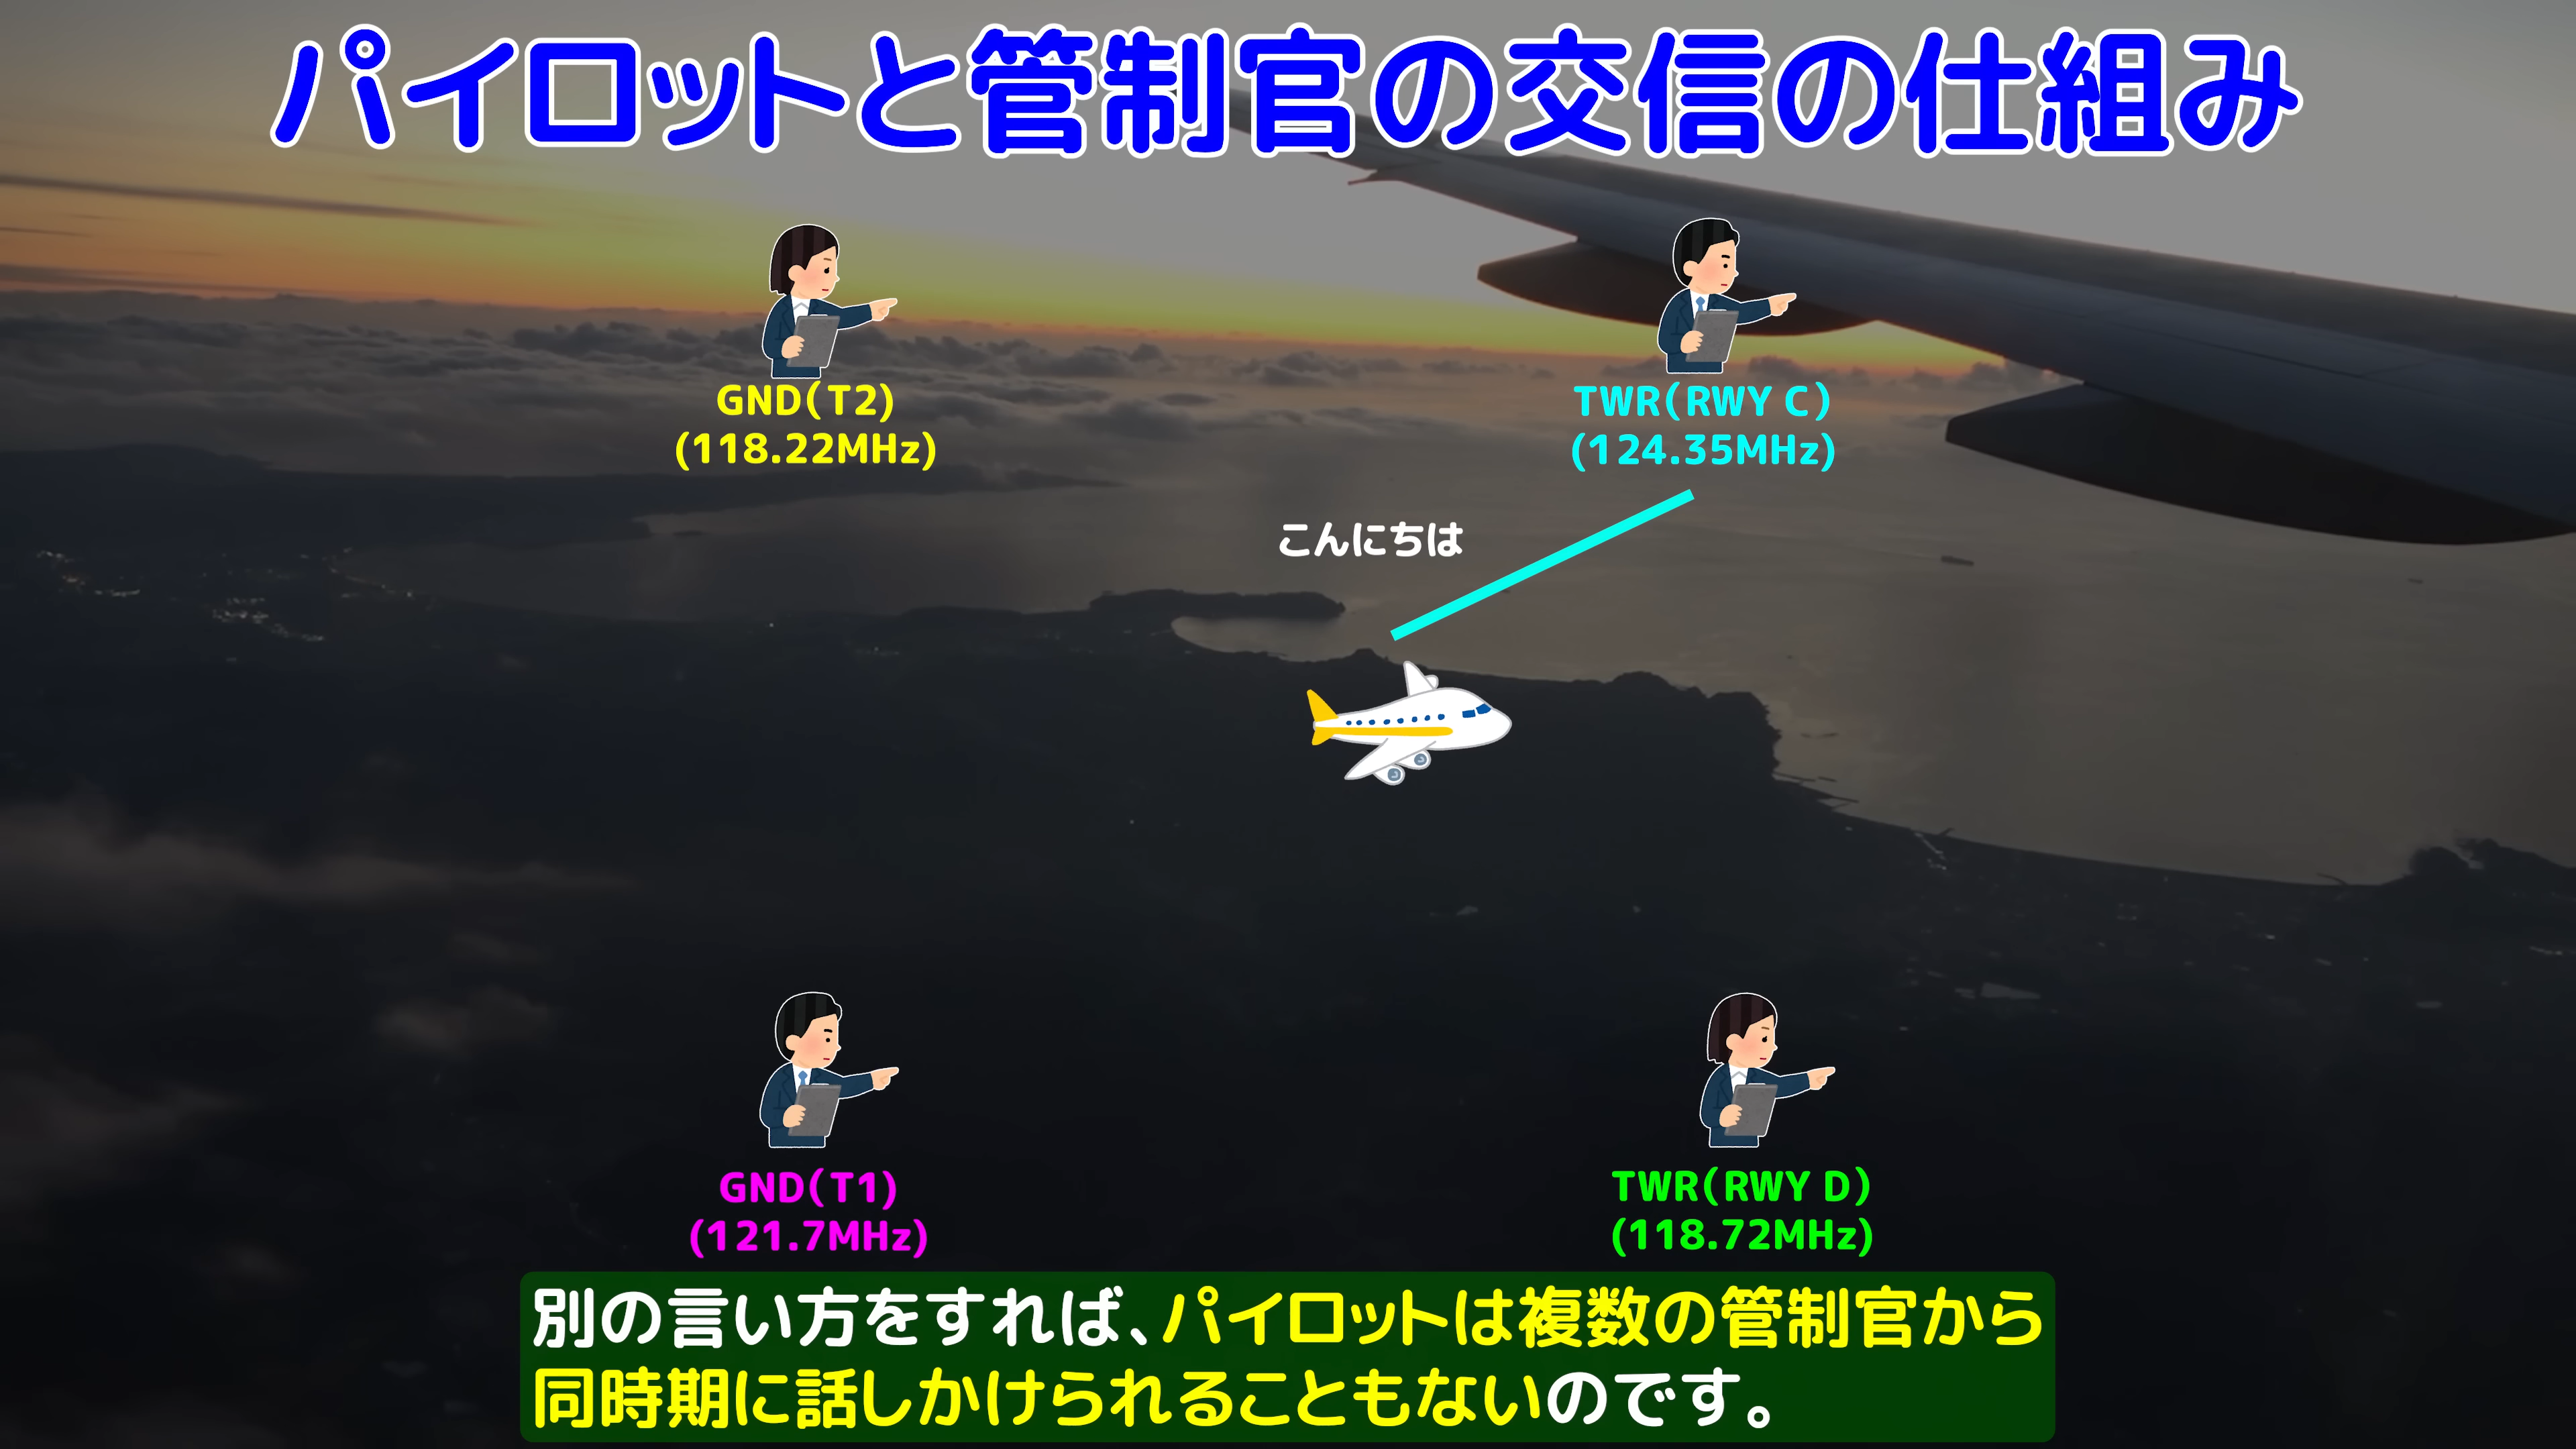 パイロットと管制官の交信の仕組み
GND(T2)
(118.22MHz)
TWR(RWY C)
(124.35MHz)
こんにちは
GND(T1)
(121.7MHz)
TWR(RWY D)
(118.72MHz)
別の言い方をすれば、パイロットは複数の管制官から
同時期に話しかけられることもないのです。